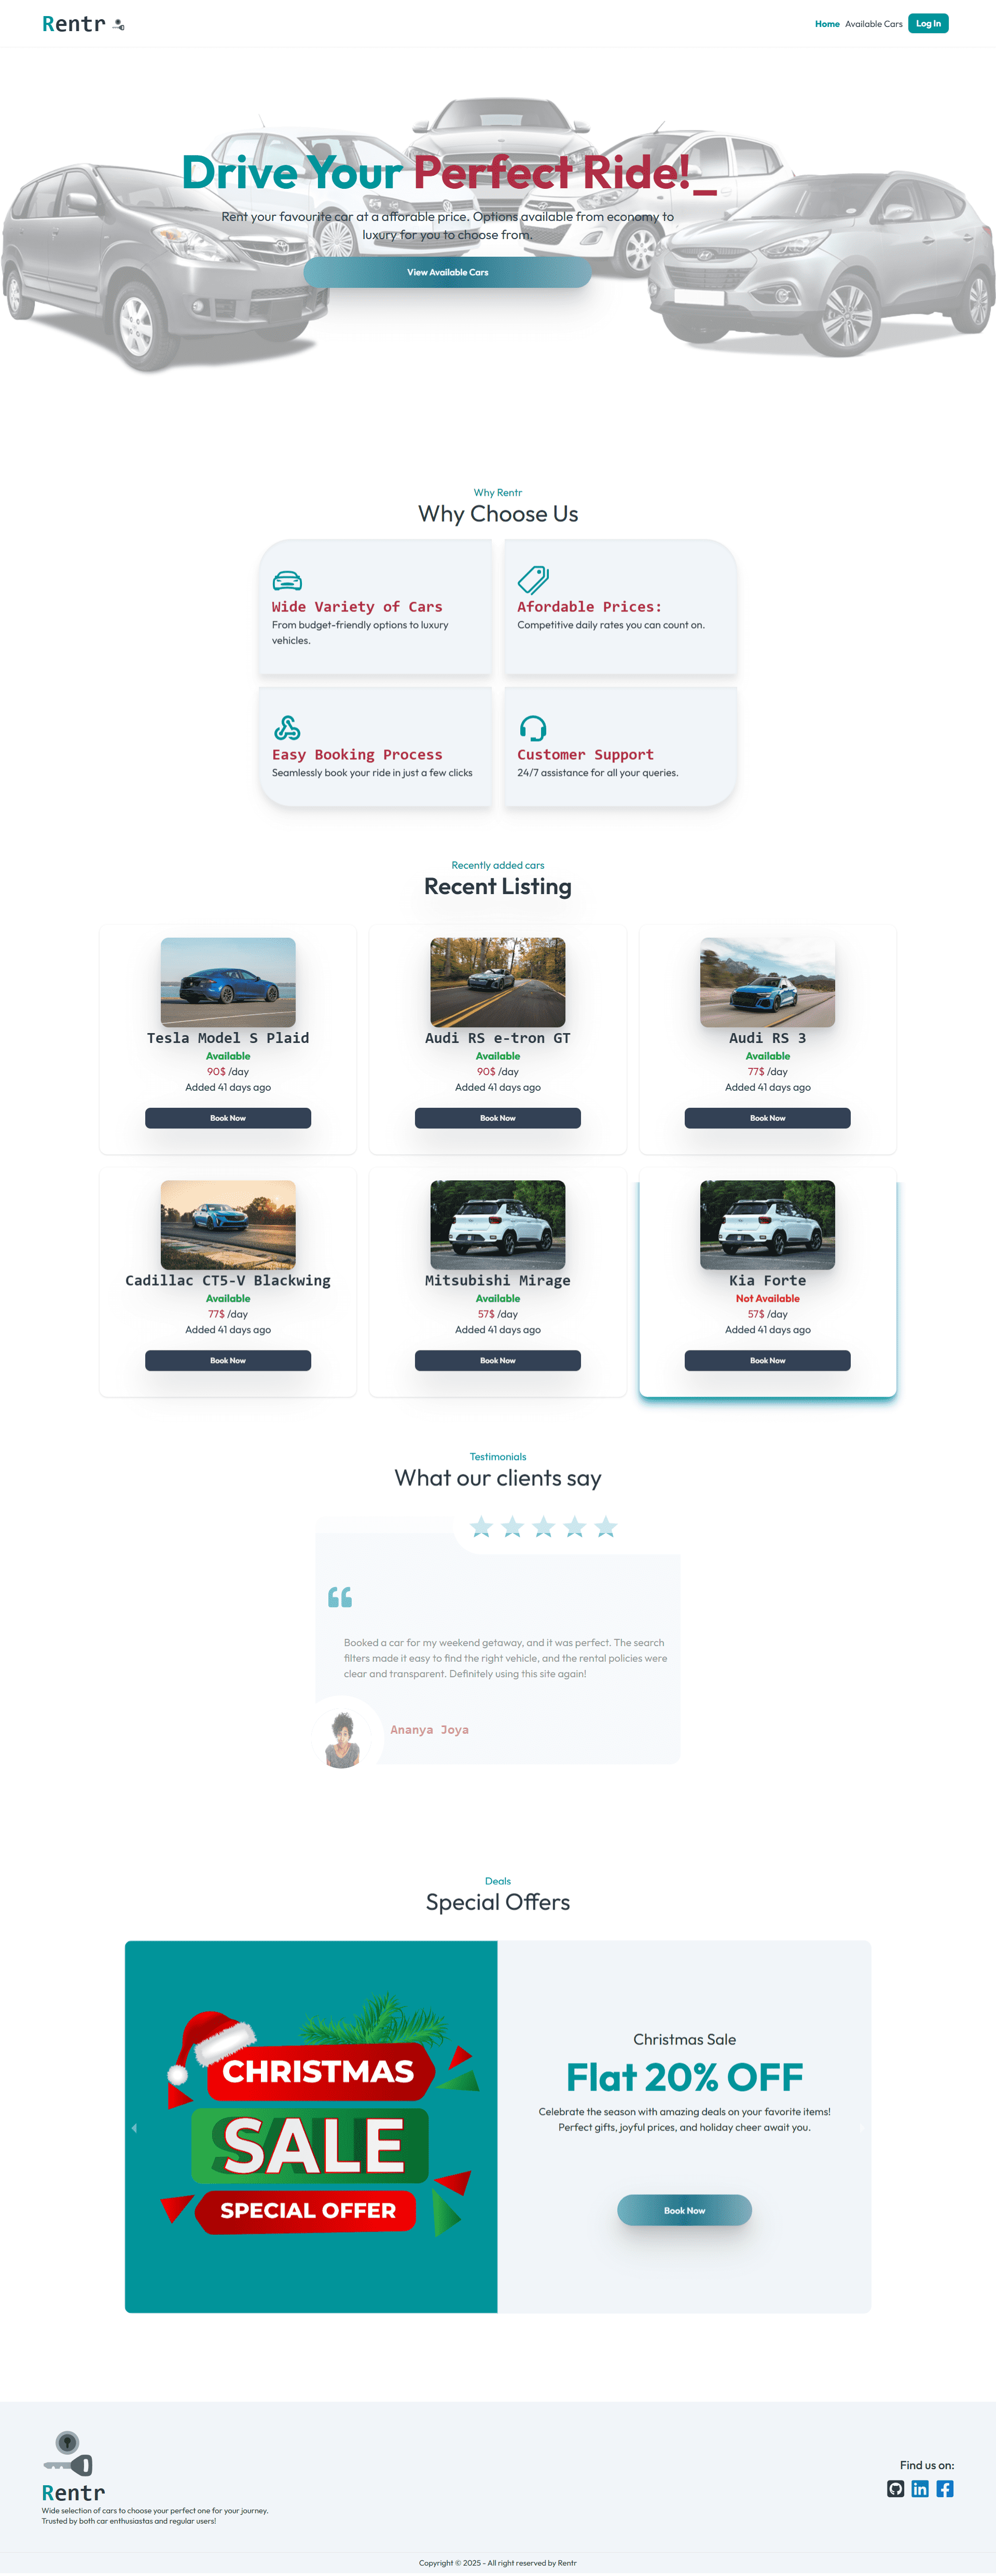 Rentr
Home Available Cars Log In
Drive Your Perfect Ride!_
Rent your favourite car at a afforable price. Options available from economy to
luxury for you to choose from.
View Available Cars
Why Rentr
Why Choose Us
Wide Variety of Cars
From budget-friendly options to luxury
vehicles.
Afordable Prices:
Competitive daily rates you can count on.
Easy Booking Process
Seamlessly book your ride in just a few clicks
Customer Support
24/7 assistance for all your queries.
Recently added cars
Recent Listing
Tesla Model S Plaid
Available
90$ /day
Added 41 days ago
Book Now
Audi RS e-tron GT
Available
90$ /day
Added 41 days ago
Book Now
Audi RS 3
Available
77$ /day
Added 41 days ago
Book Now
Cadillac CT5-V Blackwing
Available
77$ /day
Added 41 days ago
Book Now
Mitsubishi Mirage
Available
57$ /day
Added 41 days ago
Book Now
Kia Forte
Not Available
57$ /day
Added 41 days ago
Book Now
Testimonials
What our clients say
Booked a car for my weekend getaway, and it was perfect. The search
filters made it easy to find the right vehicle, and the rental policies were
clear and transparent. Definitely using this site again!
Ananya Joya
Deals
Special Offers
CHRISTMAS
SALE
SPECIAL OFFER
Christmas Sale
Flat 20% OFF
Celebrate the season with amazing deals on your favorite items!
Perfect gifts, joyful prices, and holiday cheer await you.
Book Now
Rentr
Wide selection of cars to choose your perfect one for your journey.
Trusted by both car enthusiastas and regular users!
Find us on:
Copyright © 2025 - All right reserved by Rentr